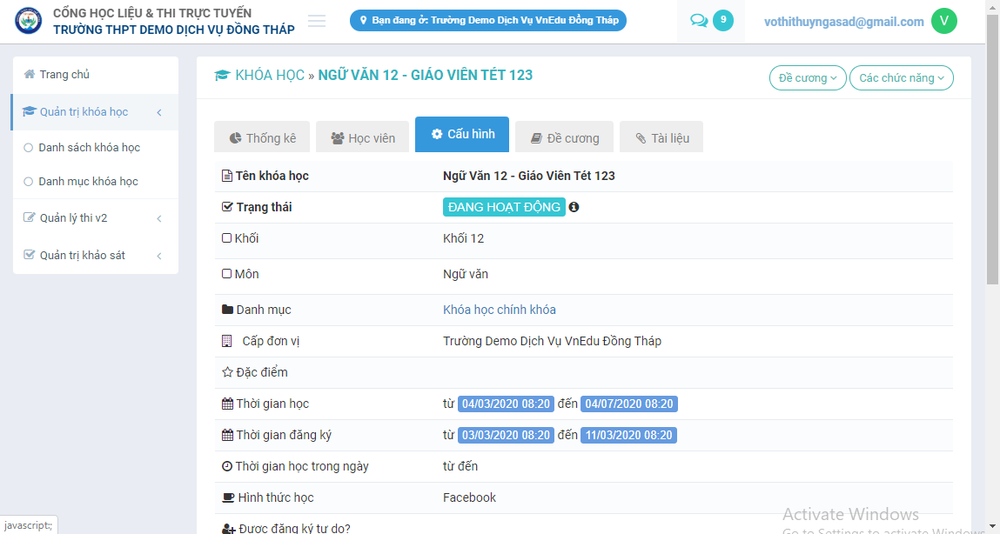 CỔNG HỌC LIỆU & THI TRỰC TUYẾN
TRƯỜNG THPT DEMO DỊCH VỤ ĐỒNG THÁP
Bạn đang ở: Trường Demo Dịch Vụ VnEdu Đồng Tháp
9
vothithuyngasad@gmail.com
V
Trang chủ
Quản trị khóa học
Danh sách khóa học
Danh mục khóa học
Quản lý thi v2
Quản trị khảo sát
KHÓA HỌC » NGỮ VĂN 12 - GIÁO VIÊN TÉT 123
Đề cương
Các chức năng
Thống kê
Học viên
Cấu hình
Đề cương
Tài liệu
Tên khóa học Ngữ Văn 12 - Giáo Viên Tét 123
Trạng thái ĐANG HOẠT ĐỘNG
Khối Khối 12
Môn Ngữ văn
Danh mục Khóa học chính khóa
Cấp đơn vị Trường Demo Dịch Vụ VnEdu Đồng Tháp
Đặc điểm
Thời gian học từ 04/03/2020 08:20 đến 04/07/2020 08:20
Thời gian đăng ký từ 03/03/2020 08:20 đến 11/03/2020 08:20
Thời gian học trong ngày từ đến
Hình thức học Facebook
Được đăng ký tự do?
Activate Windows
Go to Settings to activate Windows
javascript:;